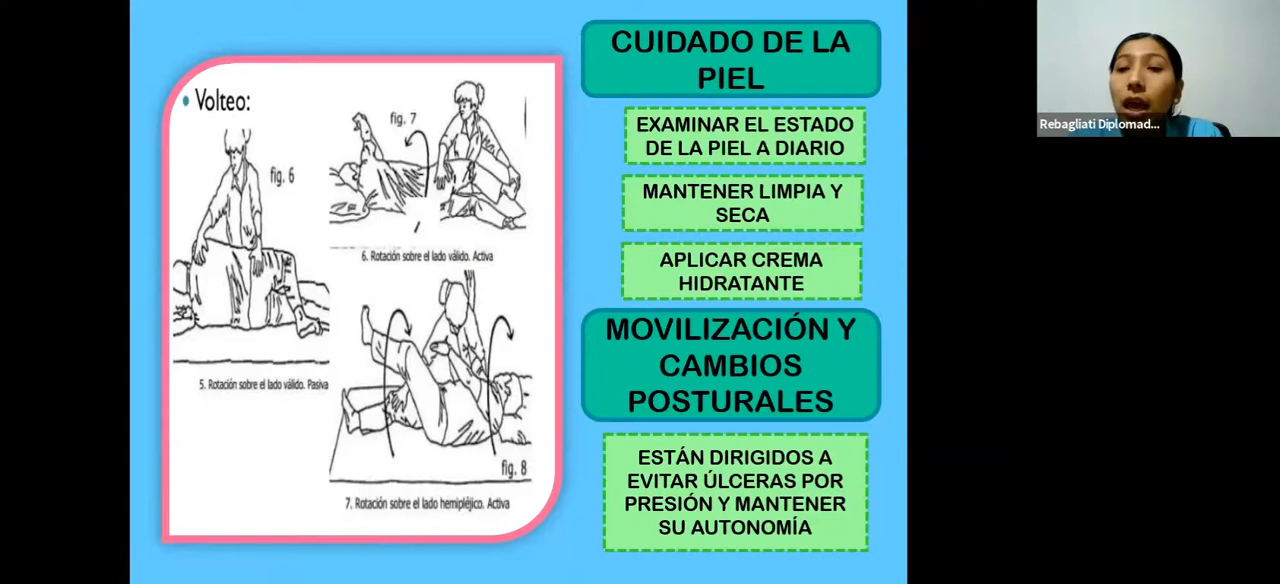 • Volteo:
fig. 6
fig. 7
6. Rotación sobre el lado válido. Activa
5. Rotación sobre el lado válido. Pasiva
fig. 8
7. Rotación sobre el lado hemipléjico. Activa
CUIDADO DE LA
PIEL
EXAMINAR EL ESTADO
DE LA PIEL A DIARIO
MANTENER LIMPIA Y
SECA
APLICAR CREMA
HIDRATANTE
MOVILIZACIÓN Y
CAMBIOS
POSTURALES
ESTÁN DIRIGIDOS A
EVITAR ÚLCERAS POR
PRESIÓN Y MANTENER
SU AUTONOMÍA
Rebagliati Diplomad...